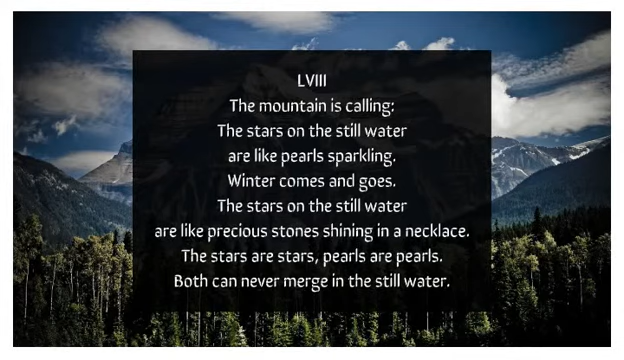 LVIII
The mountain is calling:
The stars on the still water
are like pearls sparkling.
Winter comes and goes.
The stars on the still water
are like precious stones shining in a necklace.
The stars are stars, pearls are pearls.
Both can never merge in the still water.